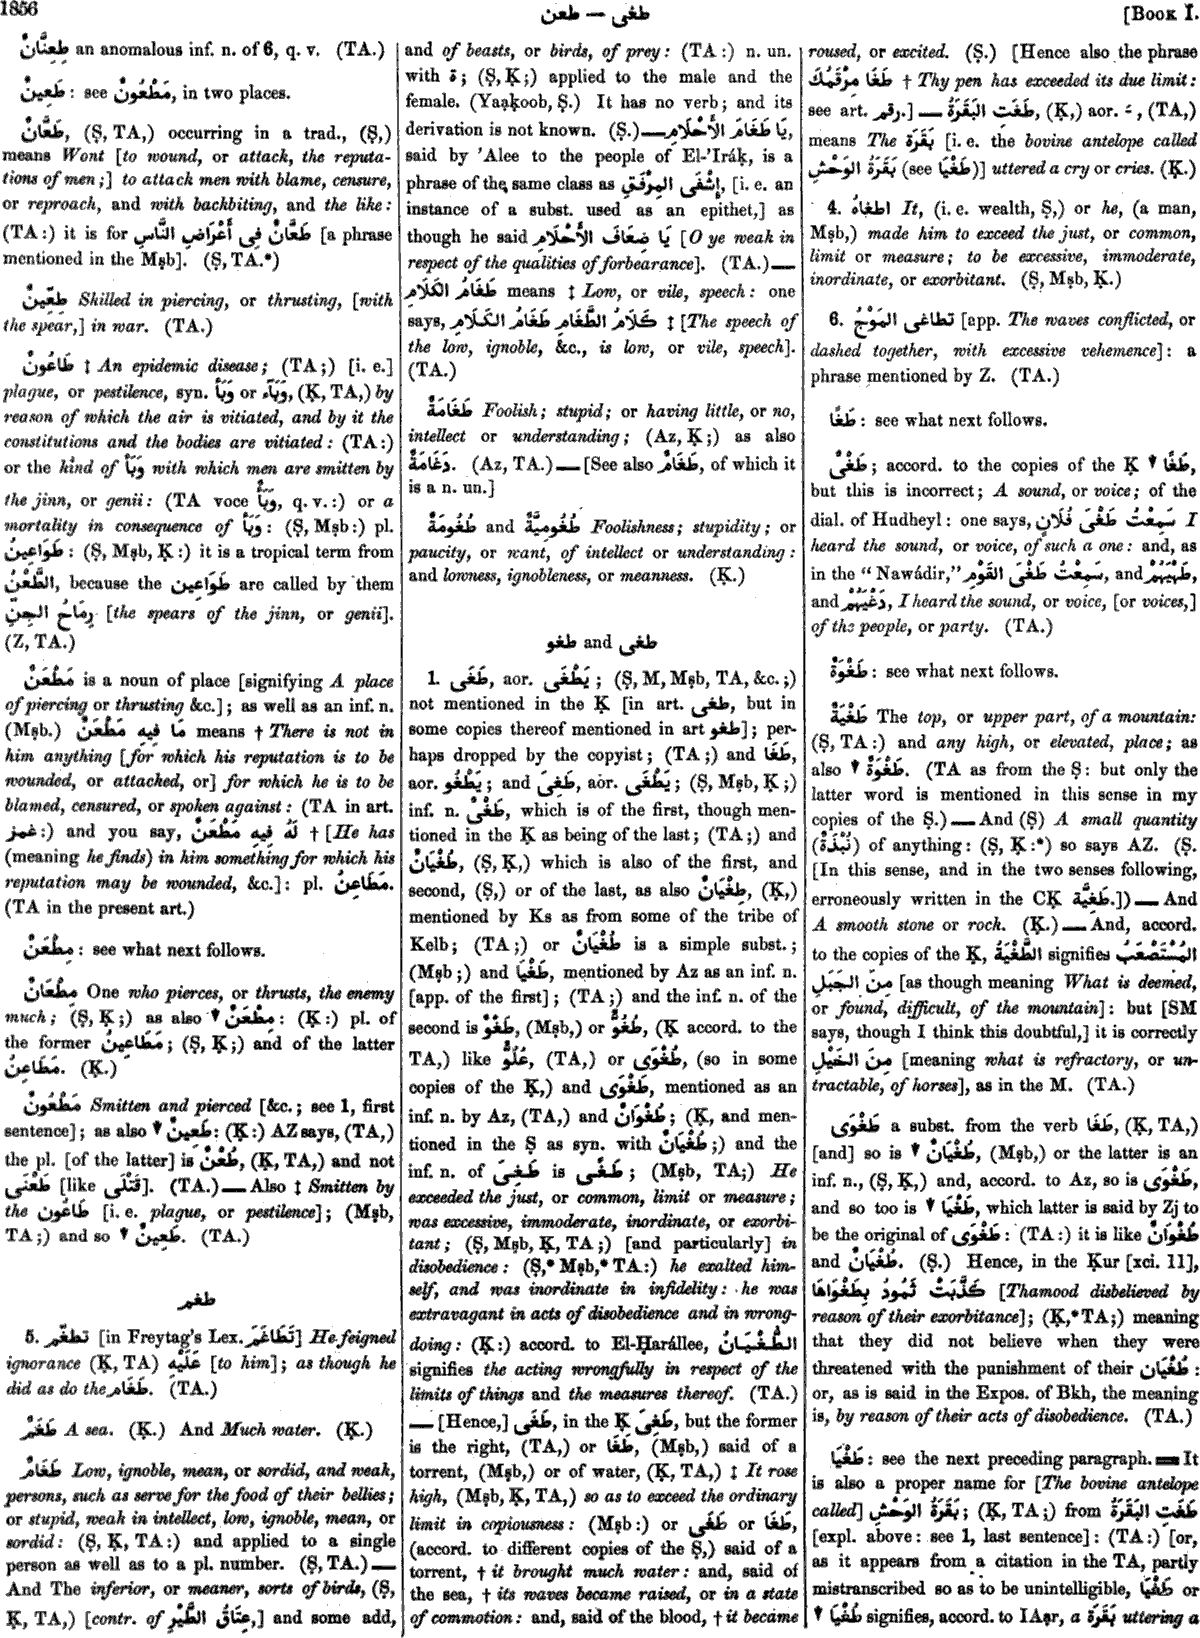 1856
طعن — طغى
[BOOK I.
طِعِنَّانٌ an anomalous inf. n. of 6, q. v. (TA.)
طَعِينٌ : see مَطْعُونٌ, in two places.
طَعَّانٌ, (Ṣ, TA,) occurring in a trad., (Ṣ,)
means Wont [to wound, or attack, the reputa-
tions of men ;] to attack men with blame, censure,
or reproach, and with backbiting, and the like :
(TA :) it is for طَعَّانٌ فِى أَعْرَاضِ النَّاسِ [a phrase
mentioned in the Mṣb]. (Ṣ, TA.*)
طِعِّينٌ Skilled in piercing, or thrusting, [with
the spear,] in war. (TA.)
طَاعُونٌ ‡ An epidemic disease ; (TA ;) [i. e.]
plague, or pestilence, syn. وَبَأٌ or وَبَآءٌ, (Ḳ, TA,) by
reason of which the air is vitiated, and by it the
constitutions and the bodies are vitiated : (TA :)
or the kind of وَبَأ with which men are smitten by
the jinn, or genii : (TA voce وَبَأٌ, q. v. :) or a
mortality in consequence of وَبَأ : (Ṣ, Mṣb :) pl.
طَوَاعِينُ : (Ṣ, Mṣb, Ḳ :) it is a tropical term from
الطَّعْنُ, because the طَوَاعِين are called by them
رِمَاحُ الجِنِّ [the spears of the jinn, or genii].
(Z, TA.)
مَطْعَنٌ is a noun of place [signifying A place
of piercing or thrusting &c.] ; as well as an inf. n.
(Mṣb.) مَا فِيهِ مَطْعَنٌ means † There is not in
him anything [for which his reputation is to be
wounded, or attached, or] for which he is to be
blamed, censured, or spoken against : (TA in art.
غمز :) and you say, لَهُ فِيهِ مَطْعَنٌ † [He has
(meaning he finds) in him something for which his
reputation may be wounded, &c.] : pl. مَطَاعِنُ.
(TA in the present art.)
مِطْعَنٌ : see what next follows.
مِطْعَانٌ One who pierces, or thrusts, the enemy
much ; (Ṣ, Ḳ ;) as also ▼ مِطْعَنٌ : (Ḳ :) pl. of
the former مَطَاعِينُ ; (Ṣ, Ḳ ;) and of the latter
مَطَاعِنُ. (Ḳ.)
مَطْعُونٌ Smitten and pierced [&c. ; see 1, first
sentence] ; as also ▼ طَعِينٌ : (Ḳ :) AZ says, (TA,)
the pl. [of the latter] is طُعْنٌ, (Ḳ, TA,) and not
طَعْنَى [like قَتْلَى]. (TA.) — Also ‡ Smitten by
the طَاعُون [i. e. plague, or pestilence] ; (Mṣb,
TA ;) and so ▼ طَعِينٌ. (TA.)
طغم
5. تطغّم [in Freytag's Lex. تَطَاغَمَ] He feigned
ignorance (Ḳ, TA) عَلَيْهِ [to him] ; as though he
did as do the طَغَام. (TA.)
طَغَمٌ A sea. (Ḳ.) And Much water. (Ḳ.)
طَغَامٌ Low, ignoble, mean, or sordid, and weak,
persons, such as serve for the food of their bellies ;
or stupid, weak in intellect, low, ignoble, mean, or
sordid : (Ṣ, Ḳ, TA :) and applied to a single
person as well as to a pl. number. (Ṣ, TA.) —
And The inferior, or meaner, sorts of birds, (Ṣ,
Ḳ, TA,) [contr. of عِتَاقُ الطَّيْرِ,] and some add,
and of beasts, or birds, of prey : (TA :) n. un.
with ة ; (Ṣ, Ḳ ;) applied to the male and the
female. (Yaạḳoob, Ṣ.) It has no verb ; and its
derivation is not known. (Ṣ.) — يَا طَغَامَ الأَحْلَامِ,
said by 'Alee to the people of El-'Iráḳ, is a
phrase of the same class as إِشْفَى المِرْفَقِ, [i. e. an
instance of a subst. used as an epithet,] as
though he said يَا ضِعَافَ الأَحْلَامِ [O ye weak in
respect of the qualities of forbearance]. (TA.) —
طَغَامُ الكَلَامِ means ‡ Low, or vile, speech : one
says, كَلَامُ الطَّغَامِ طَغَامُ الكَلَامِ ‡ [The speech of
the low, ignoble, &c., is low, or vile, speech].
(TA.)
طَغَامَةٌ Foolish ; stupid ; or having little, or no,
intellect or understanding ; (Az, Ḳ ;) as also
دَغَامَةٌ. (Az, TA.) — [See also طَغَامٌ, of which it
is a n. un.]
طُغُومَةٌ and طُغُومِيَّةٌ Foolishness ; stupidity ; or
paucity, or want, of intellect or understanding :
and lowness, ignobleness, or meanness. (Ḳ.)
طغو and طغى
1. طَغَى, aor. يَطْغَى ; (Ṣ, M, Mṣb, TA, &c. ;)
not mentioned in the Ḳ [in art. طغى, but in
some copies thereof mentioned in art طغو] ; per-
haps dropped by the copyist ; (TA ;) and طَغَا,
aor. يَطْغُو ; and طَغِىَ, aor. يَطْغَى ; (Ṣ, Mṣb, Ḳ ;)
inf. n. طَغْىٌ, which is of the first, though men-
tioned in the Ḳ as being of the last ; (TA ;) and
طُغْيَانٌ, (Ṣ, Ḳ,) which is also of the first, and
second, (Ṣ,) or of the last, as also طِغْيَانٌ, (Ḳ,)
mentioned by Ks as from some of the tribe of
Kelb ; (TA ;) or طُغْيَانٌ is a simple subst. ;
(Mṣb ;) and طَغْيَا, mentioned by Az as an inf. n.
[app. of the first] ; (TA ;) and the inf. n. of the
second is طَغْوٌ, (Mṣb,) or طُغُوٌّ, (Ḳ accord. to the
TA,) like عُلُوٌّ, (TA,) or طُغْوَى, (so in some
copies of the Ḳ,) and طَغْوَى, mentioned as an
inf. n. by Az, (TA,) and طُغْوَانٌ ; (Ḳ, and men-
tioned in the Ṣ as syn. with طُغْيَانٌ ;) and the
inf. n. of طَغِىَ is طَغًى ; (Mṣb, TA;) He
exceeded the just, or common, limit or measure ;
was excessive, immoderate, inordinate, or exorbi-
tant ; (Ṣ, Mṣb, Ḳ, TA ;) [and particularly] in
disobedience : (Ṣ,* Mṣb,* TA :) he exalted him-
self, and was inordinate in infidelity : he was
extravagant in acts of disobedience and in wrong-
doing : (Ḳ :) accord. to El-Ḥarállee, الطُّغْيَانُ
signifies the acting wrongfully in respect of the
limits of things and the measures thereof. (TA.)
— [Hence,] طَغَى, in the Ḳ طَغِىَ, but the former
is the right, (TA,) or طَغَا, (Mṣb,) said of a
torrent, (Mṣb,) or of water, (Ḳ, TA,) ‡ It rose
high, (Mṣb, Ḳ, TA,) so as to exceed the ordinary
limit in copiousness : (Mṣb :) or طَغَى or طَغَا,
(accord. to different copies of the Ṣ,) said of a
torrent, † it brought much water : and, said of
the sea, † its waves became raised, or in a state
of commotion : and, said of the blood, † it became
roused, or excited. (Ṣ.) [Hence also the phrase
طَغَا مِرْقَمُكَ † Thy pen has exceeded its due limit :
see art. رقم.] — طَغَتِ البَقَرَةُ, (Ḳ,) aor. ـَ , (TA,)
means The بَقَرَة [i. e. the bovine antelope called
بَقَرَةُ الوَحْشِ (see طَغْيَا)] uttered a cry or cries. (Ḳ.)
4. اطغاهُ It, (i. e. wealth, Ṣ,) or he, (a man,
Mṣb,) made him to exceed the just, or common,
limit or measure ; to be excessive, immoderate,
inordinate, or exorbitant. (Ṣ, Mṣb, Ḳ.)
6. تطاغى المَوْجُ [app. The waves conflicted, or
dashed together, with excessive vehemence] : a
phrase mentioned by Z. (TA.)
طَغًا : see what next follows.
طَغْىٌ ; accord. to the copies of the Ḳ ▼ طَغًا,
but this is incorrect ; A sound, or voice ; of the
dial. of Hudheyl : one says, سَمِعْتُ طَغْىَ فُلَانٍ I
heard the sound, or voice, of such a one : and, as
in the "Nawádir," سَمِعْتُ طَغْىَ القَوْمِ, and طَهْيَهُمْ,
and دَغْيَهُمْ, I heard the sound, or voice, [or voices,]
of the people, or party. (TA.)
طَغْوَةٌ : see what next follows.
طَغْيَةٌ The top, or upper part, of a mountain :
(Ṣ, TA :) and any high, or elevated, place ; as
also ▼ طَغْوَةٌ. (TA as from the Ṣ : but only the
latter word is mentioned in this sense in my
copies of the Ṣ.) — And (Ṣ) A small quantity
(نُبْذَةٌ) of anything : (Ṣ, Ḳ :*) so says AZ. (Ṣ.
[In this sense, and in the two senses following,
erroneously written in the CḲ طَغِيَّة.]) — And
A smooth stone or rock. (Ḳ.) — And, accord.
to the copies of the Ḳ, الطَّغْيَةُ signifies المُسْتَصْعَبُ
مِنَ الجَبَلِ [as though meaning What is deemed,
or found, difficult, of the mountain] : but [SM
says, though I think this doubtful,] it is correctly
مِنَ الخَيْلِ [meaning what is refractory, or un-
tractable, of horses], as in the M. (TA.)
طَغْوَى a subst. from the verb طَغَا, (Ḳ, TA,)
[and] so is ▼ طُغْيَانٌ, (Mṣb,) or the latter is an
inf. n., (Ṣ, Ḳ,) and, accord. to Az, so is طَغْوَى,
and so too is ▼ طَغْيَا, which latter is said by Zj to
be the original of طَغْوَى : (TA :) it is like طُغْوَانٌ
and طُغْيَانٌ. (Ṣ.) Hence, in the Ḳur [xci. 11],
كَذَّبَتْ ثَمُودُ بِطَغْوَاهَا [Thamood disbelieved by
reason of their exorbitance] ; (Ḳ,* TA ;) meaning
that they did not believe when they were
threatened with the punishment of their طُغْيَان :
or, as is said in the Expos. of Bkh, the meaning
is, by reason of their acts of disobedience. (TA.)
طَغْيَا : see the next preceding paragraph. ═ It
is also a proper name for [The bovine antelope
called] بَقَرَةُ الوَحْشِ ; (Ḳ, TA ;) from طَغَتِ البَقَرَةُ
[expl. above : see 1, last sentence] : (TA :) [or,
as it appears from a citation in the TA, partly
mistranscribed so as to be unintelligible, طَغْيَا or
▼ طُغْيَا signifies, accord. to IAạr, a بَقَرَة uttering a